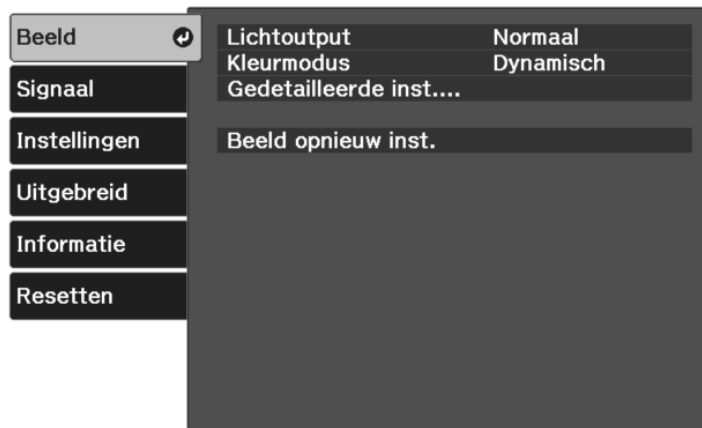 Beeld
Signaal
Instellingen
Uitgebreid
Informatie
Resetten
Lichtoutput Normaal
Kleurmodus Dynamisch
Gedetailleerde inst....
Beeld opnieuw inst.